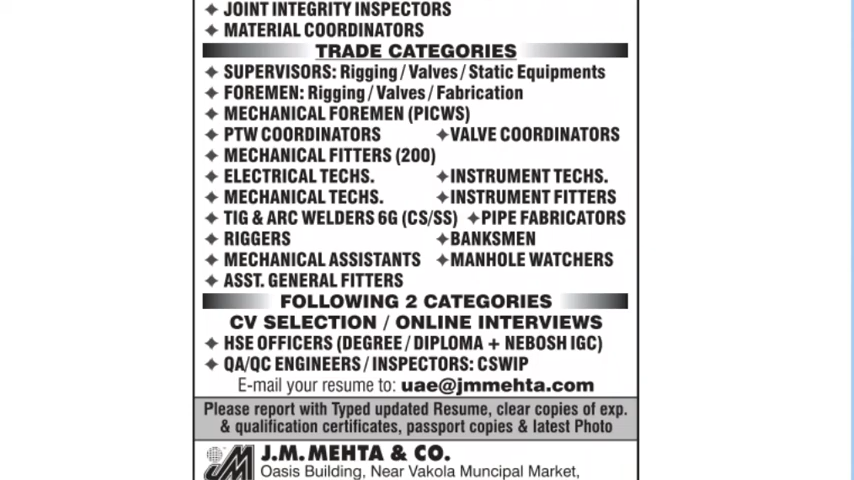 ✦ JOINT INTEGRITY INSPECTORS
✦ MATERIAL COORDINATORS
TRADE CATEGORIES
✦ SUPERVISORS: Rigging / Valves / Static Equipments
✦ FOREMEN: Rigging / Valves / Fabrication
✦ MECHANICAL FOREMEN (PICWS)
✦ PTW COORDINATORS ✦ VALVE COORDINATORS
✦ MECHANICAL FITTERS (200)
✦ ELECTRICAL TECHS. ✦ INSTRUMENT TECHS.
✦ MECHANICAL TECHS. ✦ INSTRUMENT FITTERS
✦ TIG & ARC WELDERS 6G (CS/SS) ✦ PIPE FABRICATORS
✦ RIGGERS ✦ BANKSMEN
✦ MECHANICAL ASSISTANTS ✦ MANHOLE WATCHERS
✦ ASST. GENERAL FITTERS
FOLLOWING 2 CATEGORIES
CV SELECTION / ONLINE INTERVIEWS
✦ HSE OFFICERS (DEGREE / DIPLOMA + NEBOSH IGC)
✦ QA/QC ENGINEERS / INSPECTORS: CSWIP
E-mail your resume to: uae@jmmehta.com
Please report with Typed updated Resume, clear copies of exp.
& qualification certificates, passport copies & latest Photo
JM J.M. MEHTA & CO.
Oasis Building, Near Vakola Muncipal Market,